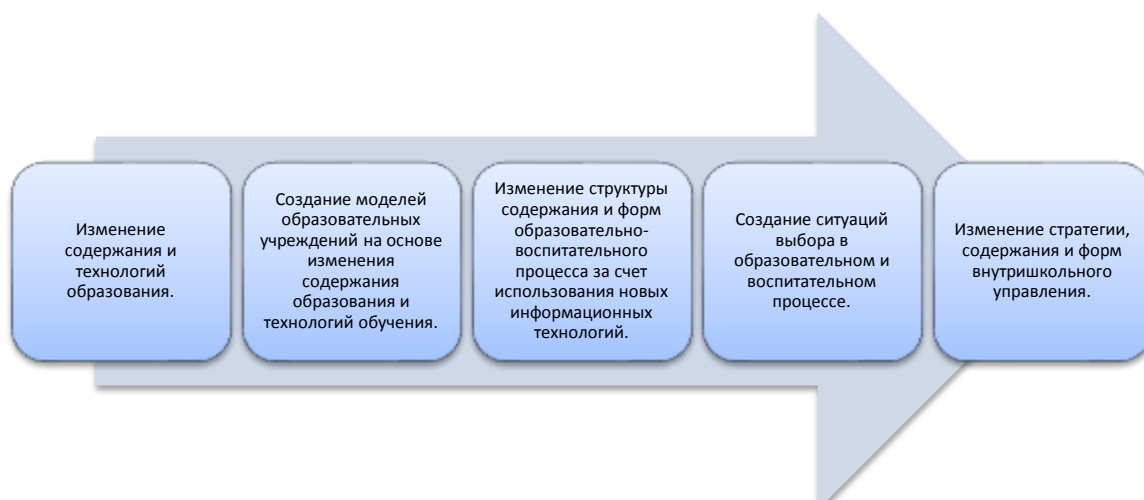 Изменение
содержания и
технологий
образования.
Создание моделей
образовательных
учреждений на основе
изменения
содержания
образования и
технологий обучения.
Изменение структуры
содержания и форм
образовательно-
воспитательного
процесса за счет
использования новых
информационных
технологий.
Создание ситуаций
выбора в
образовательном и
воспитательном
процессе.
Изменение стратегии,
содержания и форм
внутришкольного
управления.